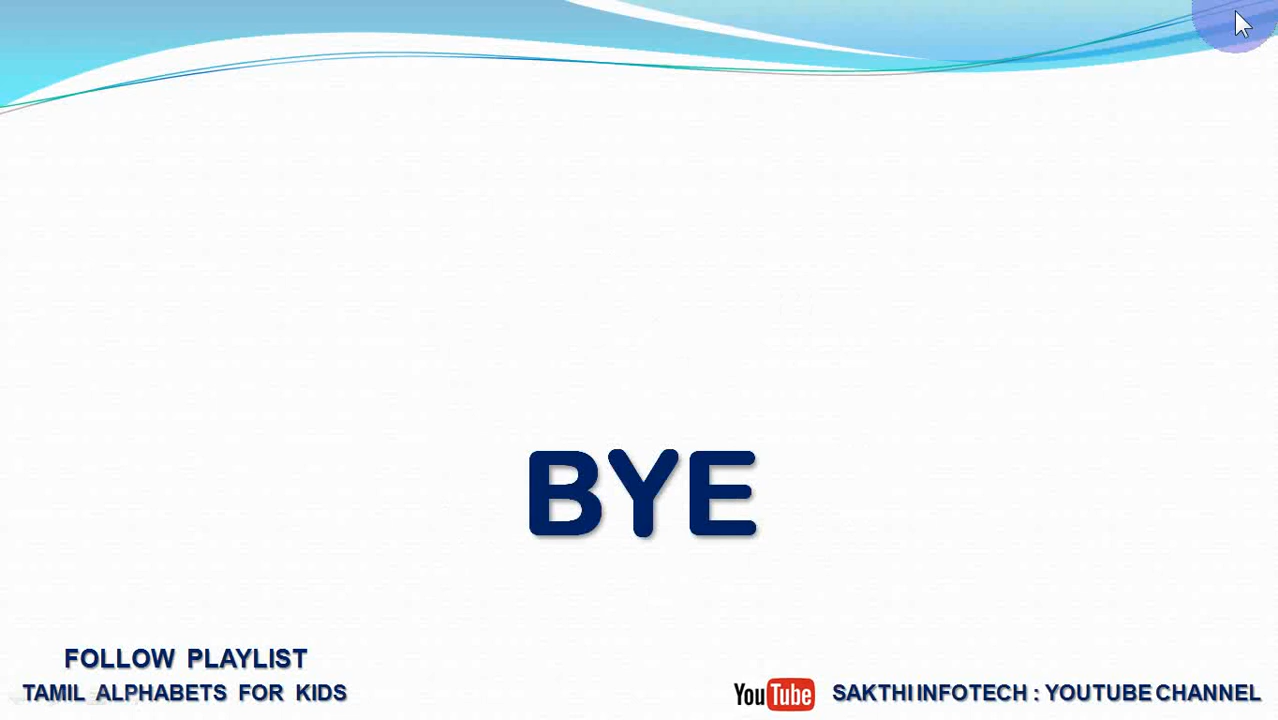 BYE
FOLLOW PLAYLIST
TAMIL ALPHABETS FOR KIDS
YouTube SAKTHI INFOTECH : YOUTUBE CHANNEL